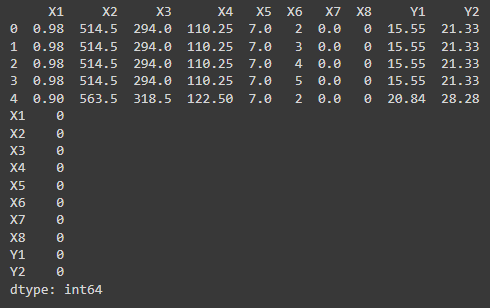 X1 X2 X3 X4 X5 X6 X7 X8 Y1 Y2
0 0.98 514.5 294.0 110.25 7.0 2 0.0 0 15.55 21.33
1 0.98 514.5 294.0 110.25 7.0 3 0.0 0 15.55 21.33
2 0.98 514.5 294.0 110.25 7.0 4 0.0 0 15.55 21.33
3 0.98 514.5 294.0 110.25 7.0 5 0.0 0 15.55 21.33
4 0.90 563.5 318.5 122.50 7.0 2 0.0 0 20.84 28.28
X1 0
X2 0
X3 0
X4 0
X5 0
X6 0
X7 0
X8 0
Y1 0
Y2 0
dtype: int64